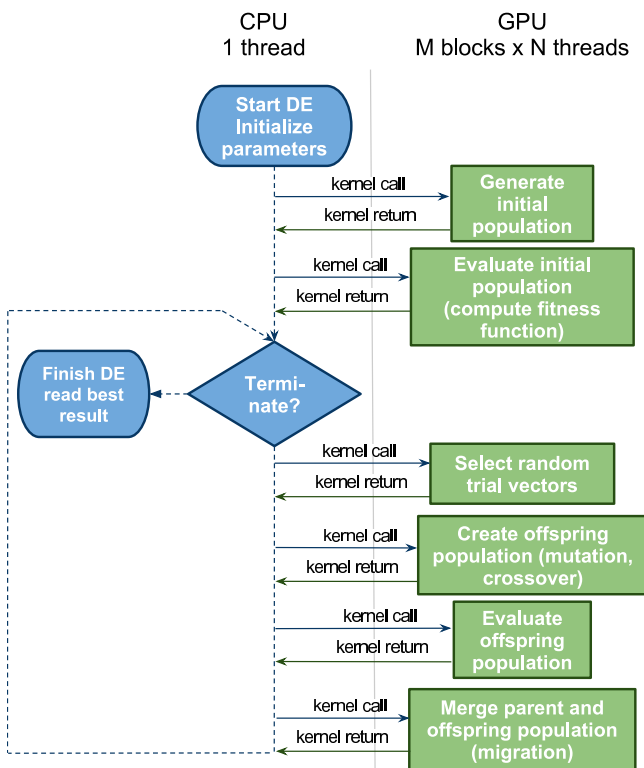 CPU
1 thread
GPU
M blocks x N threads
Start DE
Initialize
parameters
kernel call
kernel return
Generate
initial
population
kernel call
kernel return
Evaluate initial
population
(compute fitness
function)
Finish DE
read best
result
Termi-
nate?
kernel call
kernel return
Select random
trial vectors
kernel call
kernel return
Create offspring
population (mutation,
crossover)
kernel call
kernel return
Evaluate
offspring
population
kernel call
kernel return
Merge parent and
offspring population
(migration)